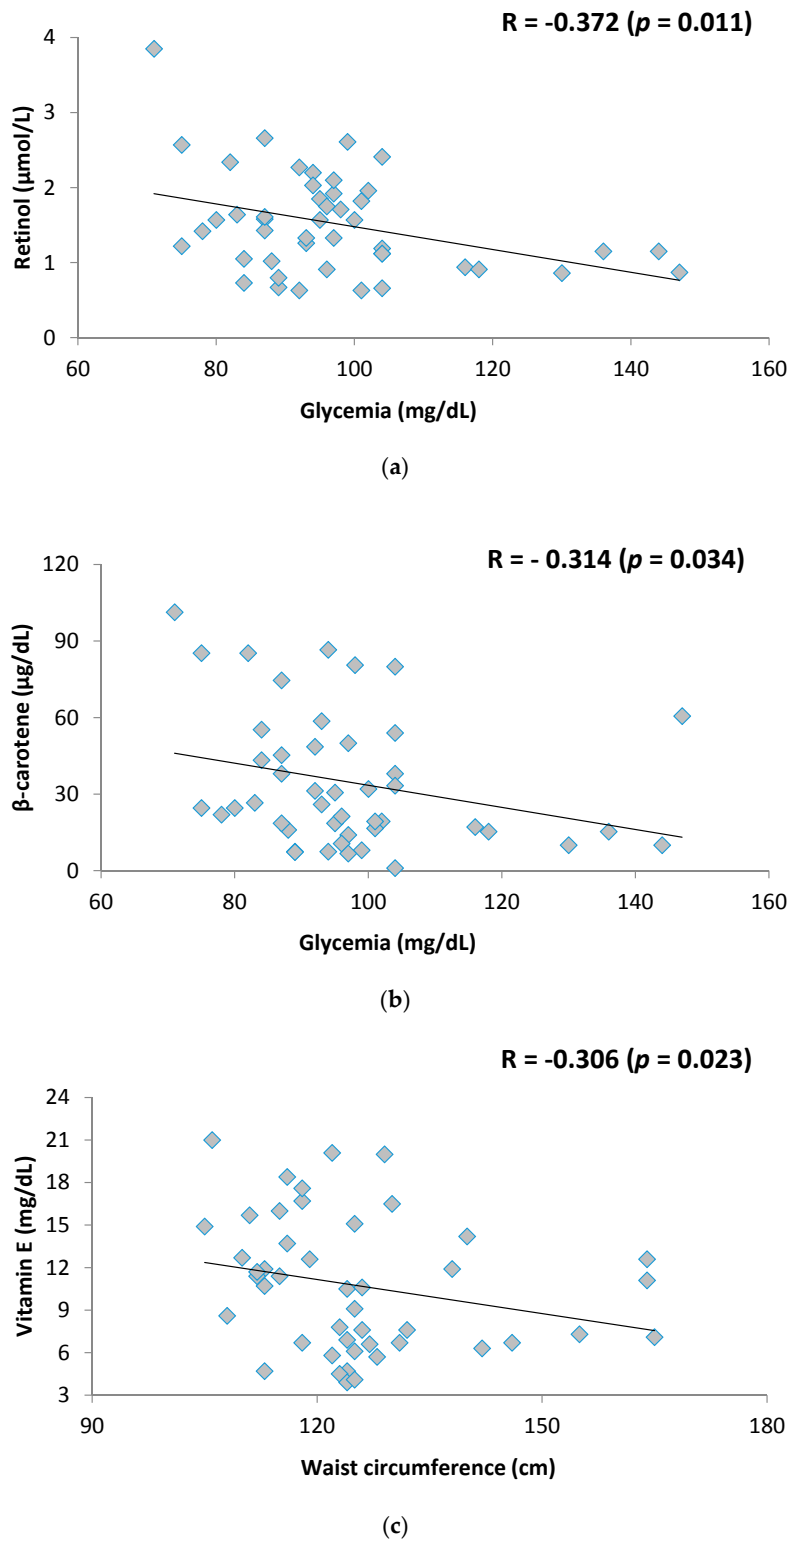 R = -0.372 (p = 0.011)
4
3
2
1
0
Retinol (µmol/L)
60 80 100 120 140 160
Glycemia (mg/dL)
(a)
R = - 0.314 (p = 0.034)
120
90
60
30
0
β-carotene (µg/dL)
60 80 100 120 140 160
Glycemia (mg/dL)
(b)
R = -0.306 (p = 0.023)
24
21
18
15
12
9
6
3
Vitamin E (mg/dL)
90 120 150 180
Waist circumference (cm)
(c)